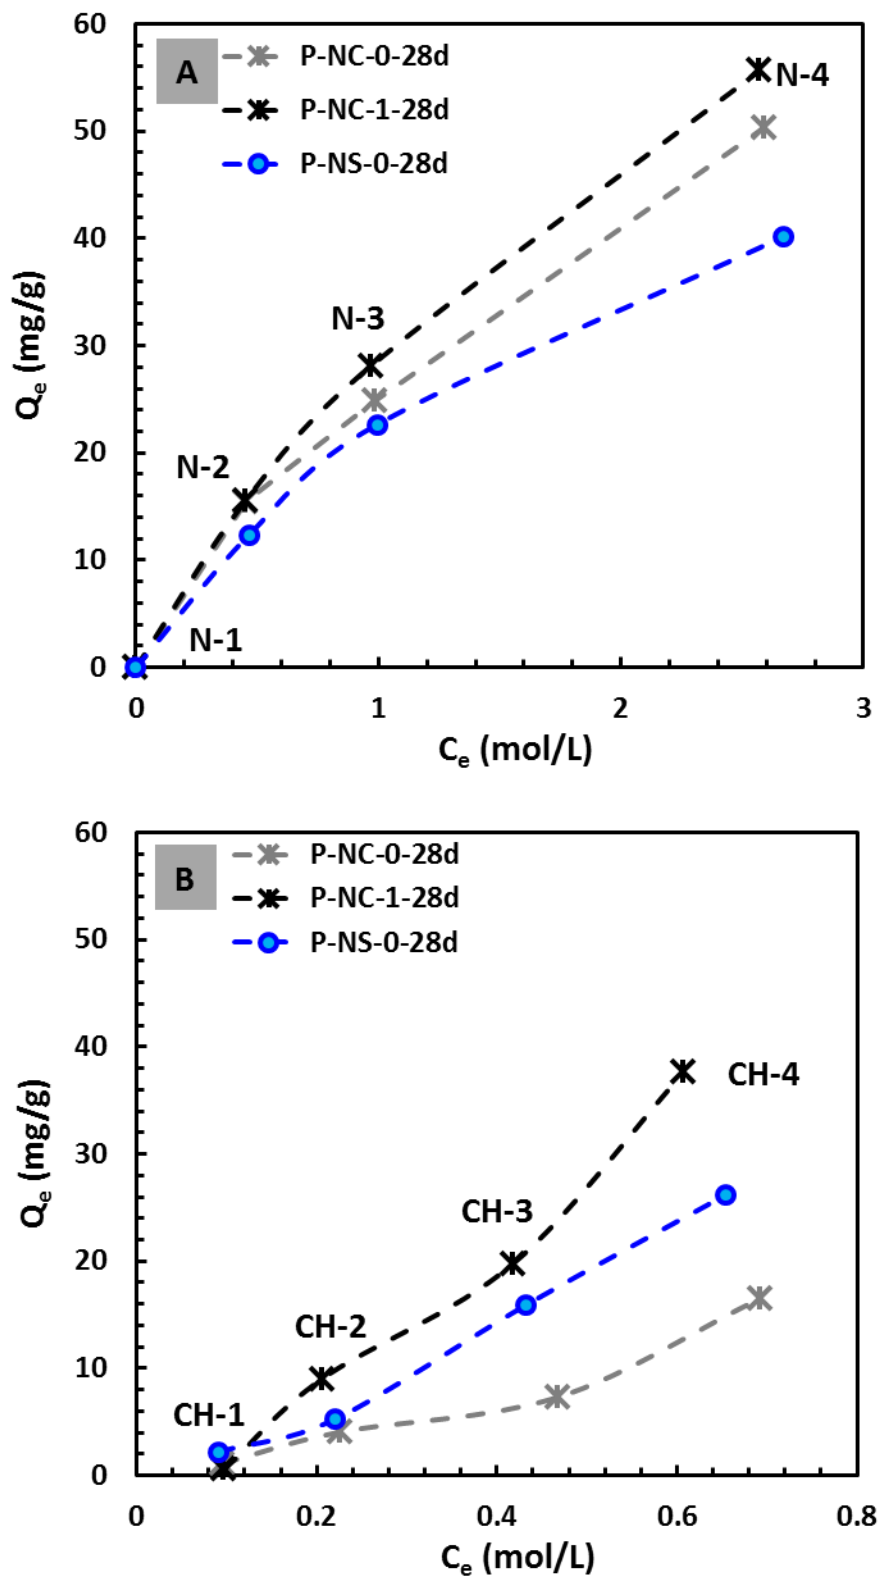 60
A
P-NC-0-28d
P-NC-1-28d
P-NS-0-28d
N-4
50
40
N-3
30
Qe (mg/g)
N-2
20
10
N-1
0
0 1 2 3
Ce (mol/L)
60
B
P-NC-0-28d
P-NC-1-28d
P-NS-0-28d
50
40
CH-4
30
Qe (mg/g)
CH-3
20
CH-2
10
CH-1
0
0 0.2 0.4 0.6 0.8
Ce (mol/L)